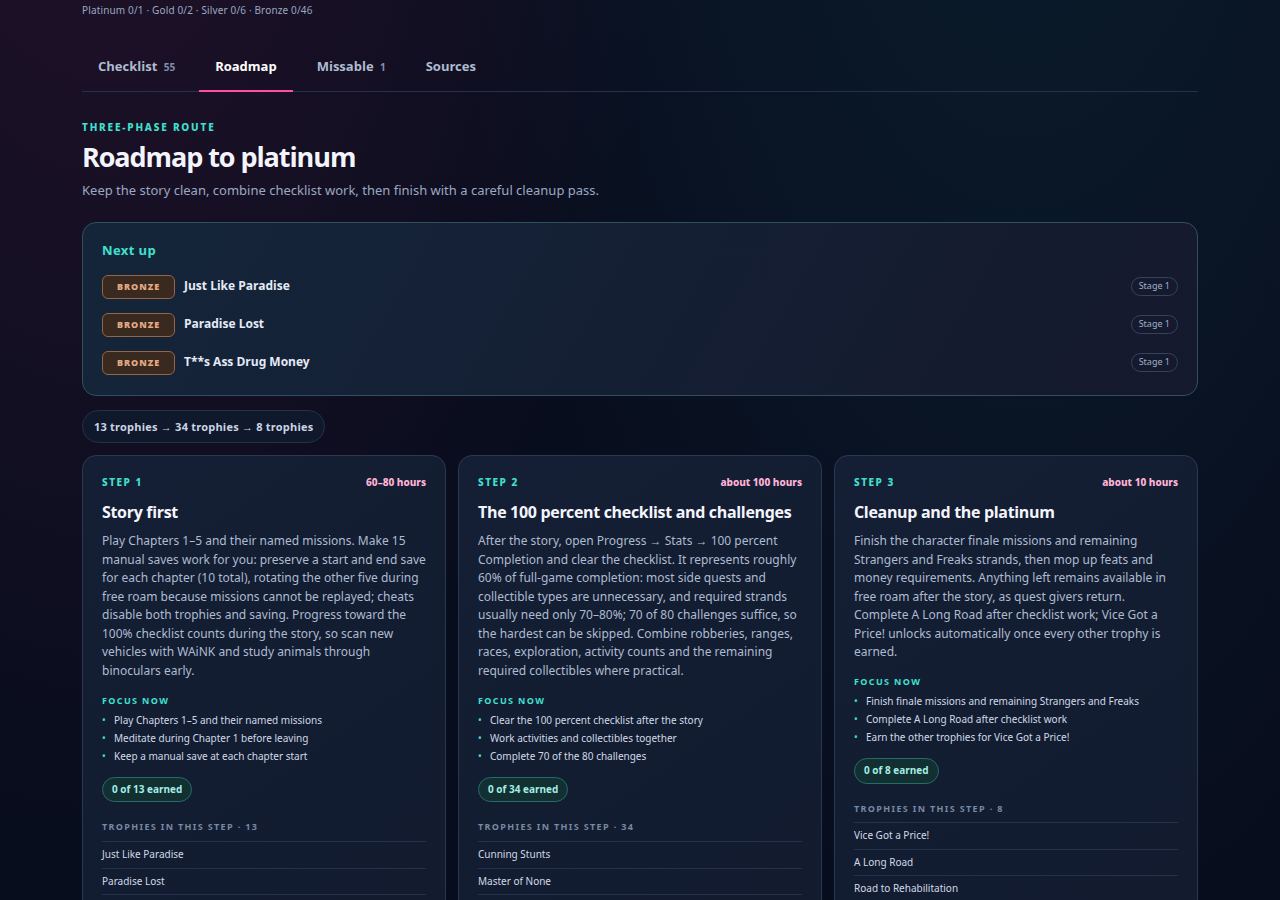 Platinum 0/1 · Gold 0/2 · Silver 0/6 · Bronze 0/46
Checklist 55
Roadmap
Missable 1
Sources
THREE-PHASE ROUTE
Roadmap to platinum
Keep the story clean, combine checklist work, then finish with a careful cleanup pass.
Next up
BRONZE Just Like Paradise Stage 1
BRONZE Paradise Lost Stage 1
BRONZE T**s Ass Drug Money Stage 1
13 trophies → 34 trophies → 8 trophies
STEP 1 60–80 hours
Story first
Play Chapters 1–5 and their named missions. Make 15
manual saves work for you: preserve a start and end save
for each chapter (10 total), rotating the other five during
free roam because missions cannot be replayed; cheats
disable both trophies and saving. Progress toward the
100% checklist counts during the story, so scan new
vehicles with WAiNK and study animals through
binoculars early.
FOCUS NOW
• Play Chapters 1–5 and their named missions
• Meditate during Chapter 1 before leaving
• Keep a manual save at each chapter start
0 of 13 earned
TROPHIES IN THIS STEP · 13
Just Like Paradise
Paradise Lost
STEP 2 about 100 hours
The 100 percent checklist and challenges
After the story, open Progress → Stats → 100 percent
Completion and clear the checklist. It represents roughly
60% of full-game completion: most side quests and
collectible types are unnecessary, and required strands
usually need only 70–80%; 70 of 80 challenges suffice, so
the hardest can be skipped. Combine robberies, ranges,
races, exploration, activity counts and the remaining
required collectibles where practical.
FOCUS NOW
• Clear the 100 percent checklist after the story
• Work activities and collectibles together
• Complete 70 of the 80 challenges
0 of 34 earned
TROPHIES IN THIS STEP · 34
Cunning Stunts
Master of None
STEP 3 about 10 hours
Cleanup and the platinum
Finish the character finale missions and remaining
Strangers and Freaks strands, then mop up feats and
money requirements. Anything left remains available in
free roam after the story, as quest givers return.
Complete A Long Road after checklist work; Vice Got a
Price! unlocks automatically once every other trophy is
earned.
FOCUS NOW
• Finish finale missions and remaining Strangers and Freaks
• Complete A Long Road after checklist work
• Earn the other trophies for Vice Got a Price!
0 of 8 earned
TROPHIES IN THIS STEP · 8
Vice Got a Price!
A Long Road
Road to Rehabilitation